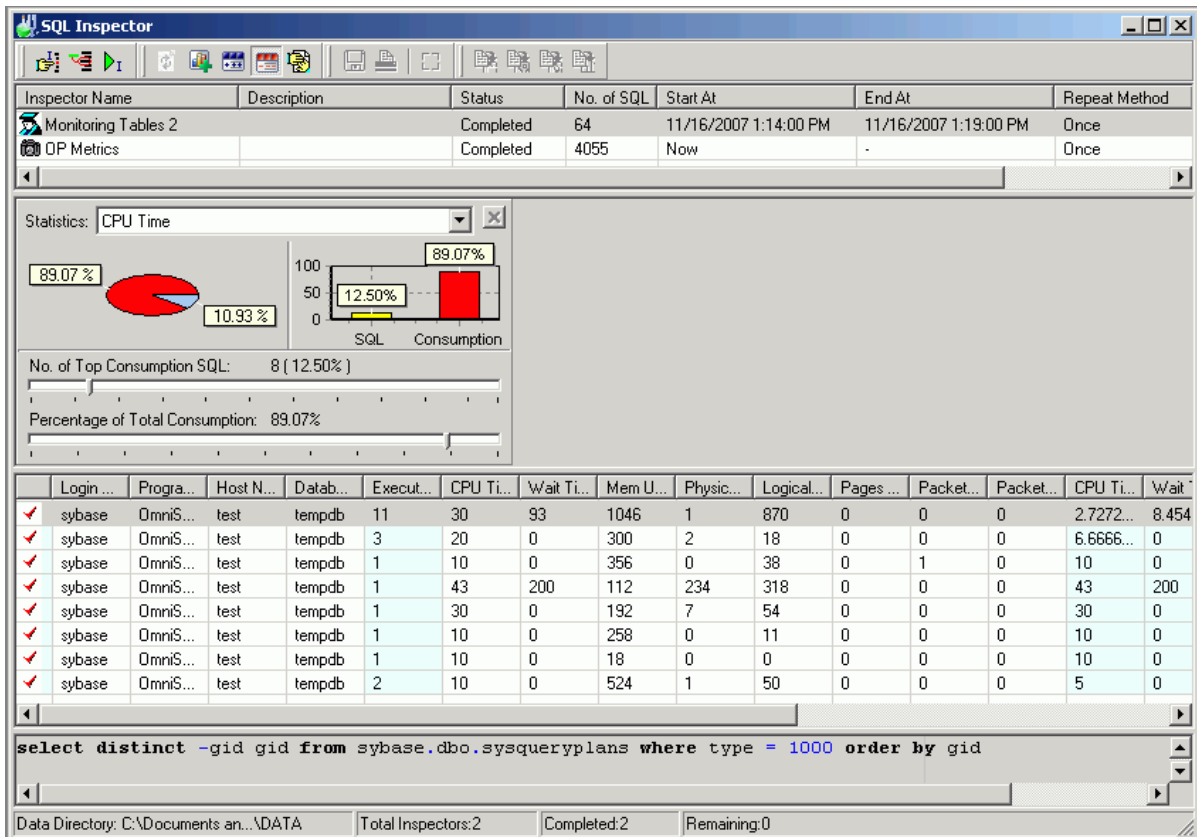 SQL Inspector
Inspector Name Description Status No. of SQL Start At End At Repeat Method
Monitoring Tables 2 Completed 64 11/16/2007 1:14:00 PM 11/16/2007 1:19:00 PM Once
OP Metrics Completed 4055 Now - Once
Statistics: CPU Time
89.07 %
10.93 %
100
50
0
12.50%
89.07%
SQL Consumption
No. of Top Consumption SQL: 8 ( 12.50% )
Percentage of Total Consumption: 89.07%
Login ... Progra... Host N... Datab... Execut... CPU Ti... Wait Ti... Mem U... Physic... Logical... Pages ... Packet... Packet... CPU Ti... Wait
sybase OmniS... test tempdb 11 30 93 1046 1 870 0 0 0 2.7272... 8.454
sybase OmniS... test tempdb 3 20 0 300 2 18 0 0 0 6.6666... 0
sybase OmniS... test tempdb 1 10 0 356 0 38 0 1 0 10 0
sybase OmniS... test tempdb 1 43 200 112 234 318 0 0 0 43 200
sybase OmniS... test tempdb 1 30 0 192 7 54 0 0 0 30 0
sybase OmniS... test tempdb 1 10 0 258 0 11 0 0 0 10 0
sybase OmniS... test tempdb 1 10 0 18 0 0 0 0 0 10 0
sybase OmniS... test tempdb 2 10 0 524 1 50 0 0 0 5 0
select distinct -gid gid from sybase.dbo.sysqueryplans where type = 1000 order by gid
Data Directory: C:\Documents an...\DATA Total Inspectors:2 Completed:2 Remaining:0